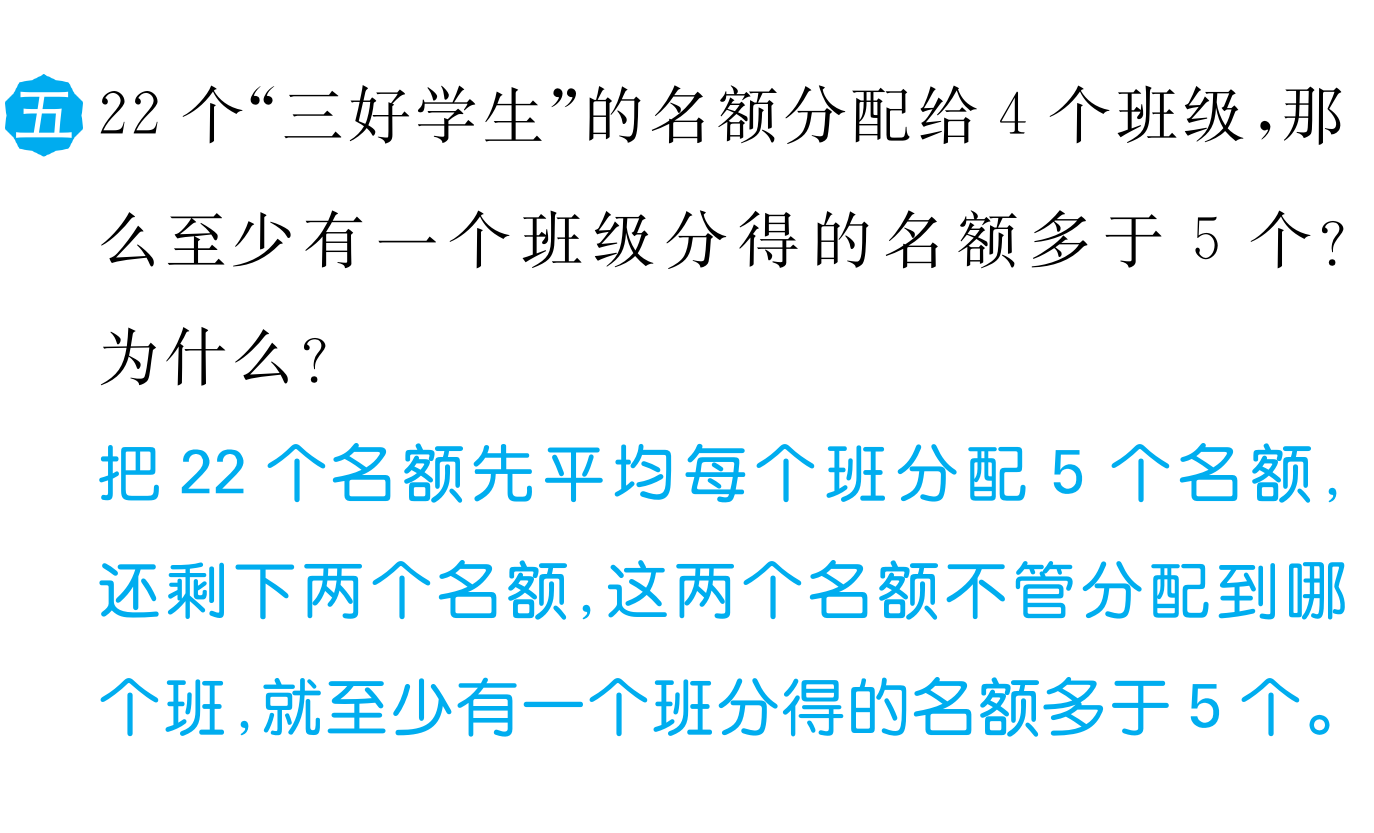 五 22 个“三好学生”的名额分配给 4 个班级,那
么至少有一个班级分得的名额多于 5 个?
为什么?
把 22 个名额先平均每个班分配 5 个名额,
还剩下两个名额,这两个名额不管分配到哪
个班,就至少有一个班分得的名额多于 5 个。